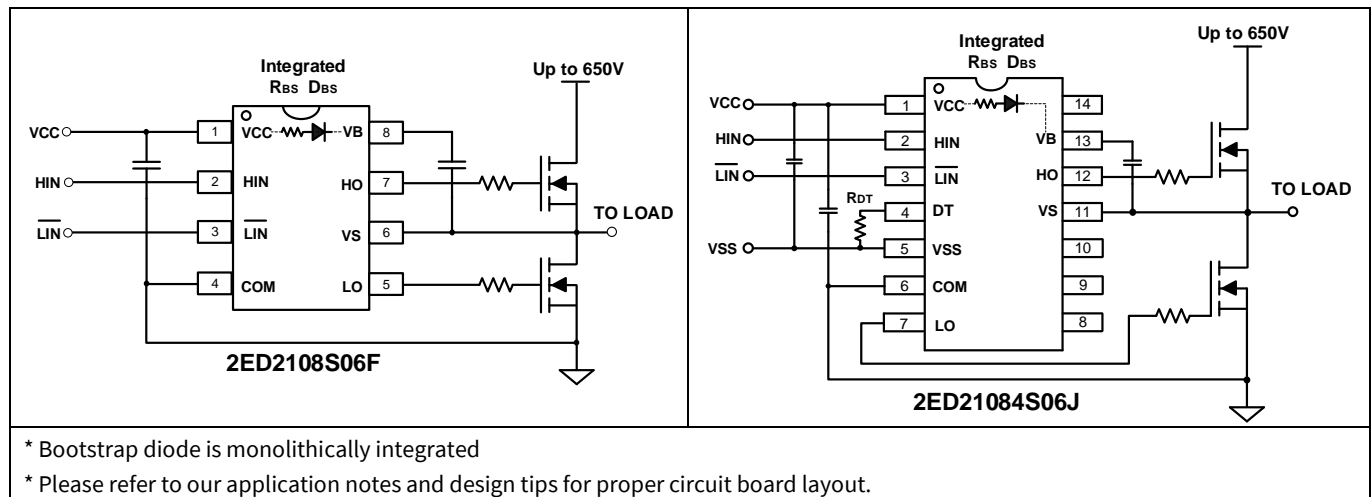 Integrated
RBS DBS
Up to 650V
VCC
1
VCC
VB
8
HIN
2
HIN
HO
7
TO LOAD
LIN
3
LIN
VS
6
4
COM
LO
5
2ED2108S06F
Integrated
RBS DBS
Up to 650V
VCC
1
VCC
14
HIN
2
HIN
VB
13
LIN
3
LIN
HO
12
RDT
4
DT
VS
11
TO LOAD
VSS
5
VSS
10
6
COM
9
7
LO
8
2ED21084S06J
* Bootstrap diode is monolithically integrated
* Please refer to our application notes and design tips for proper circuit board layout.